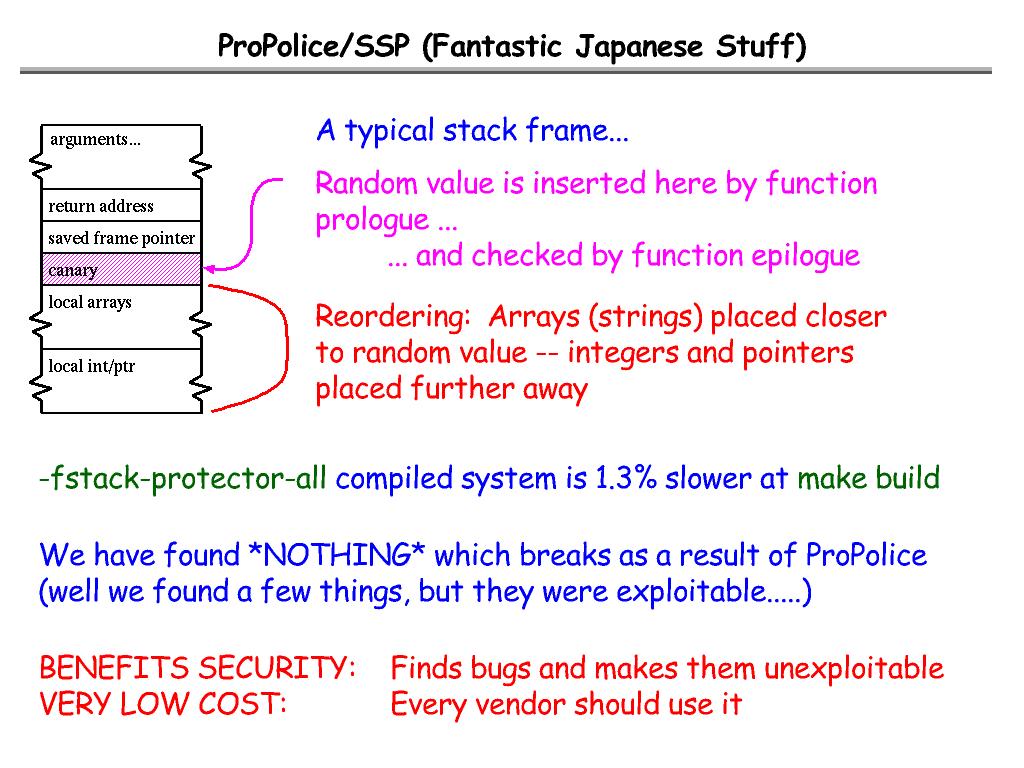 ProPolice/SSP (Fantastic Japanese Stuff)
arguments...
return address
saved frame pointer
canary
local arrays
local int/ptr
A typical stack frame...
Random value is inserted here by function
prologue ...
... and checked by function epilogue
Reordering: Arrays (strings) placed closer
to random value -- integers and pointers
placed further away
-fstack-protector-all compiled system is 1.3% slower at make build
We have found *NOTHING* which breaks as a result of ProPolice
(well we found a few things, but they were exploitable.....)
BENEFITS SECURITY: Finds bugs and makes them unexploitable
VERY LOW COST: Every vendor should use it